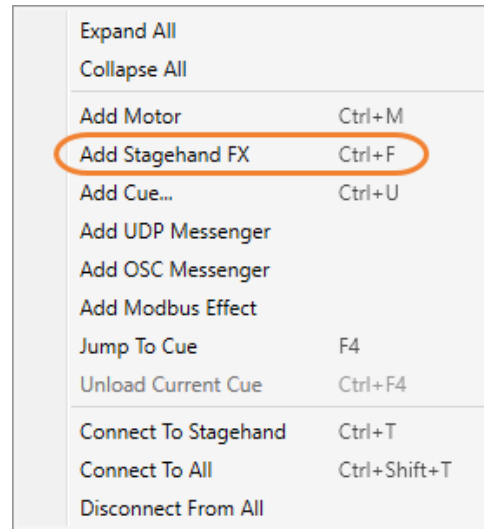 Expand All
Collapse All
Add Motor Ctrl+M
Add Stagehand FX Ctrl+F
Add Cue... Ctrl+U
Add UDP Messenger
Add OSC Messenger
Add Modbus Effect
Jump To Cue F4
Unload Current Cue Ctrl+F4
Connect To Stagehand Ctrl+T
Connect To All Ctrl+Shift+T
Disconnect From All